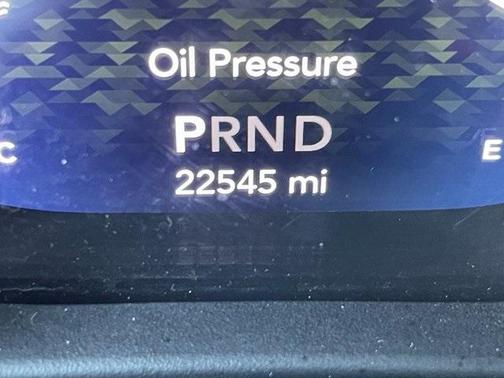 Oil Pressure
PRND
C E
22545 mi